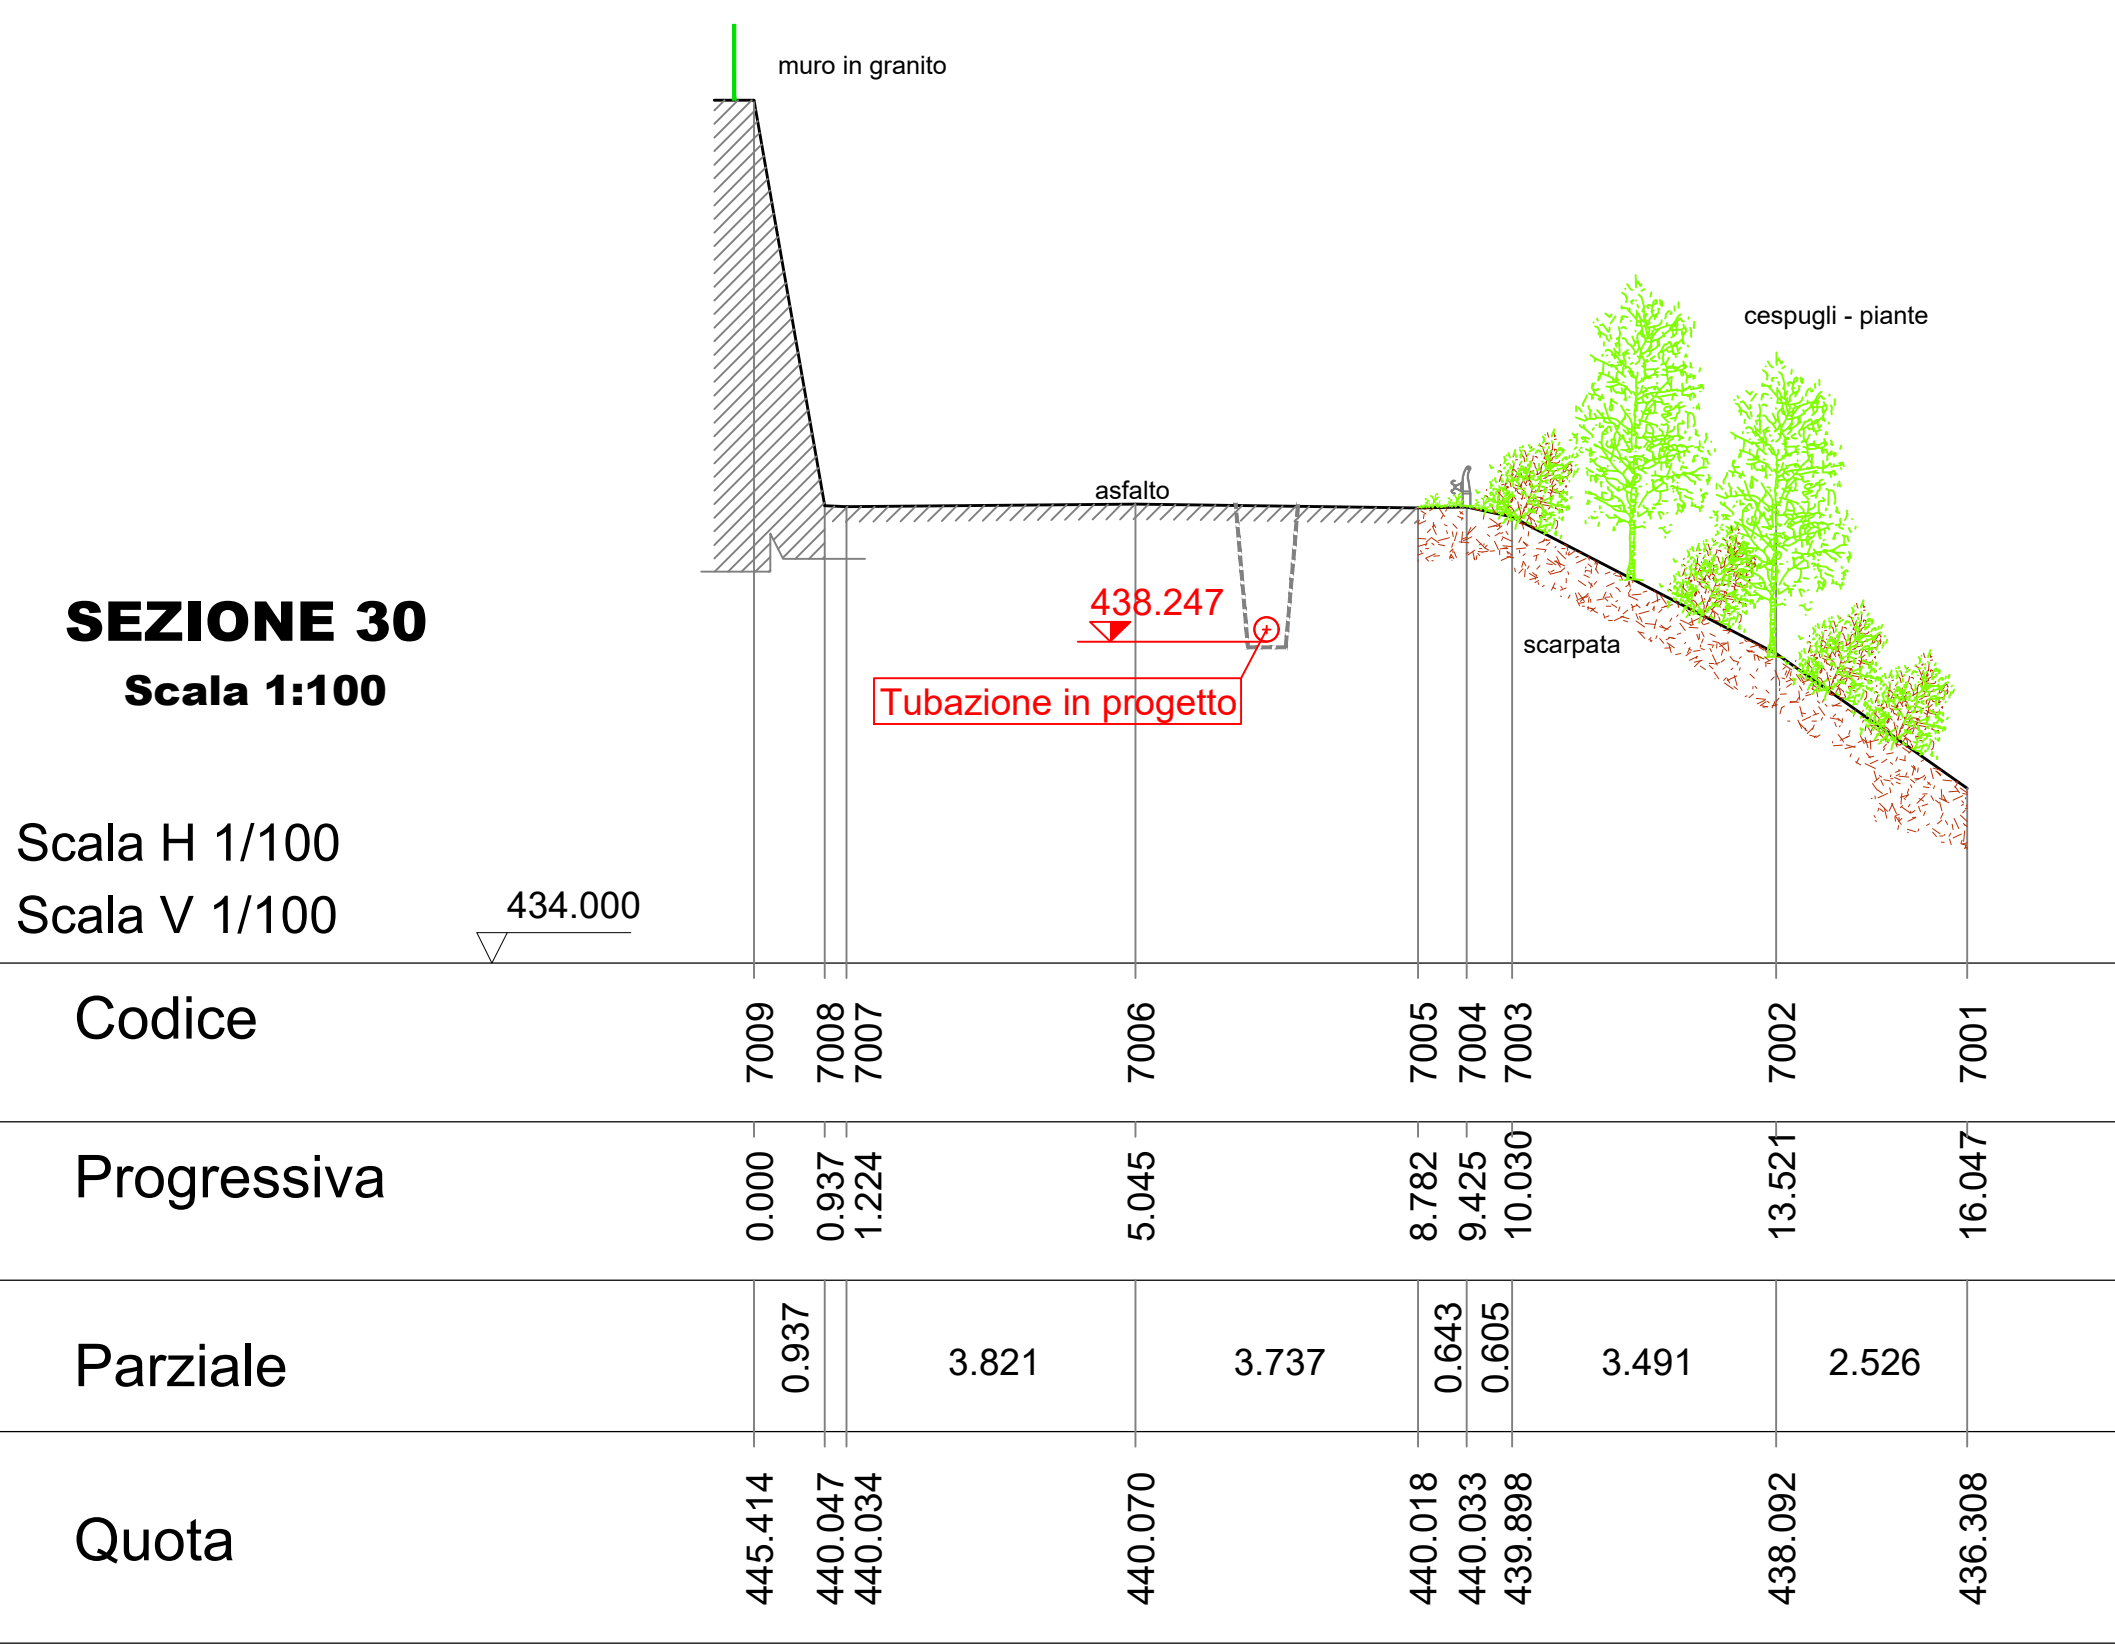 muro in granito
cespugli - piante
asfalto
438.247
SEZIONE 30
scarpata
Scala 1:100
Tubazione in progetto
Scala H 1/100
Scala V 1/100
434.000
Codice 7009 7008 7007 7006 7005 7004 7003 7002 7001
Progressiva 0.000 0.937 1.224 5.045 8.782 9.425 10.030 13.521 16.047
Parziale 0.937 3.821 3.737 0.643 0.605 3.491 2.526
Quota 445.414 440.047 440.034 440.070 440.018 440.033 439.898 438.092 436.308